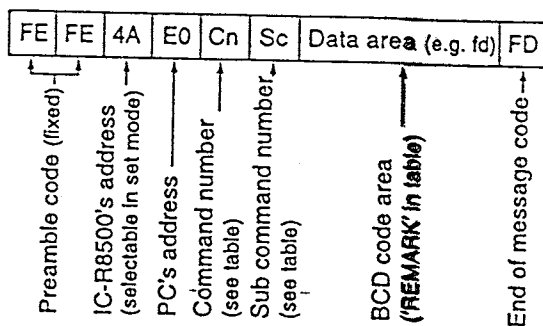 FE FE 4A E0 Cn Sc Data area (e.g. fd) FD
Preamble code (fixed)
IC-R8500's address
(selectable in set mode)
PC's address
Command number
(see table)
Sub command number
(see table)
BCD code area
('REMARK' in table)
End of message code